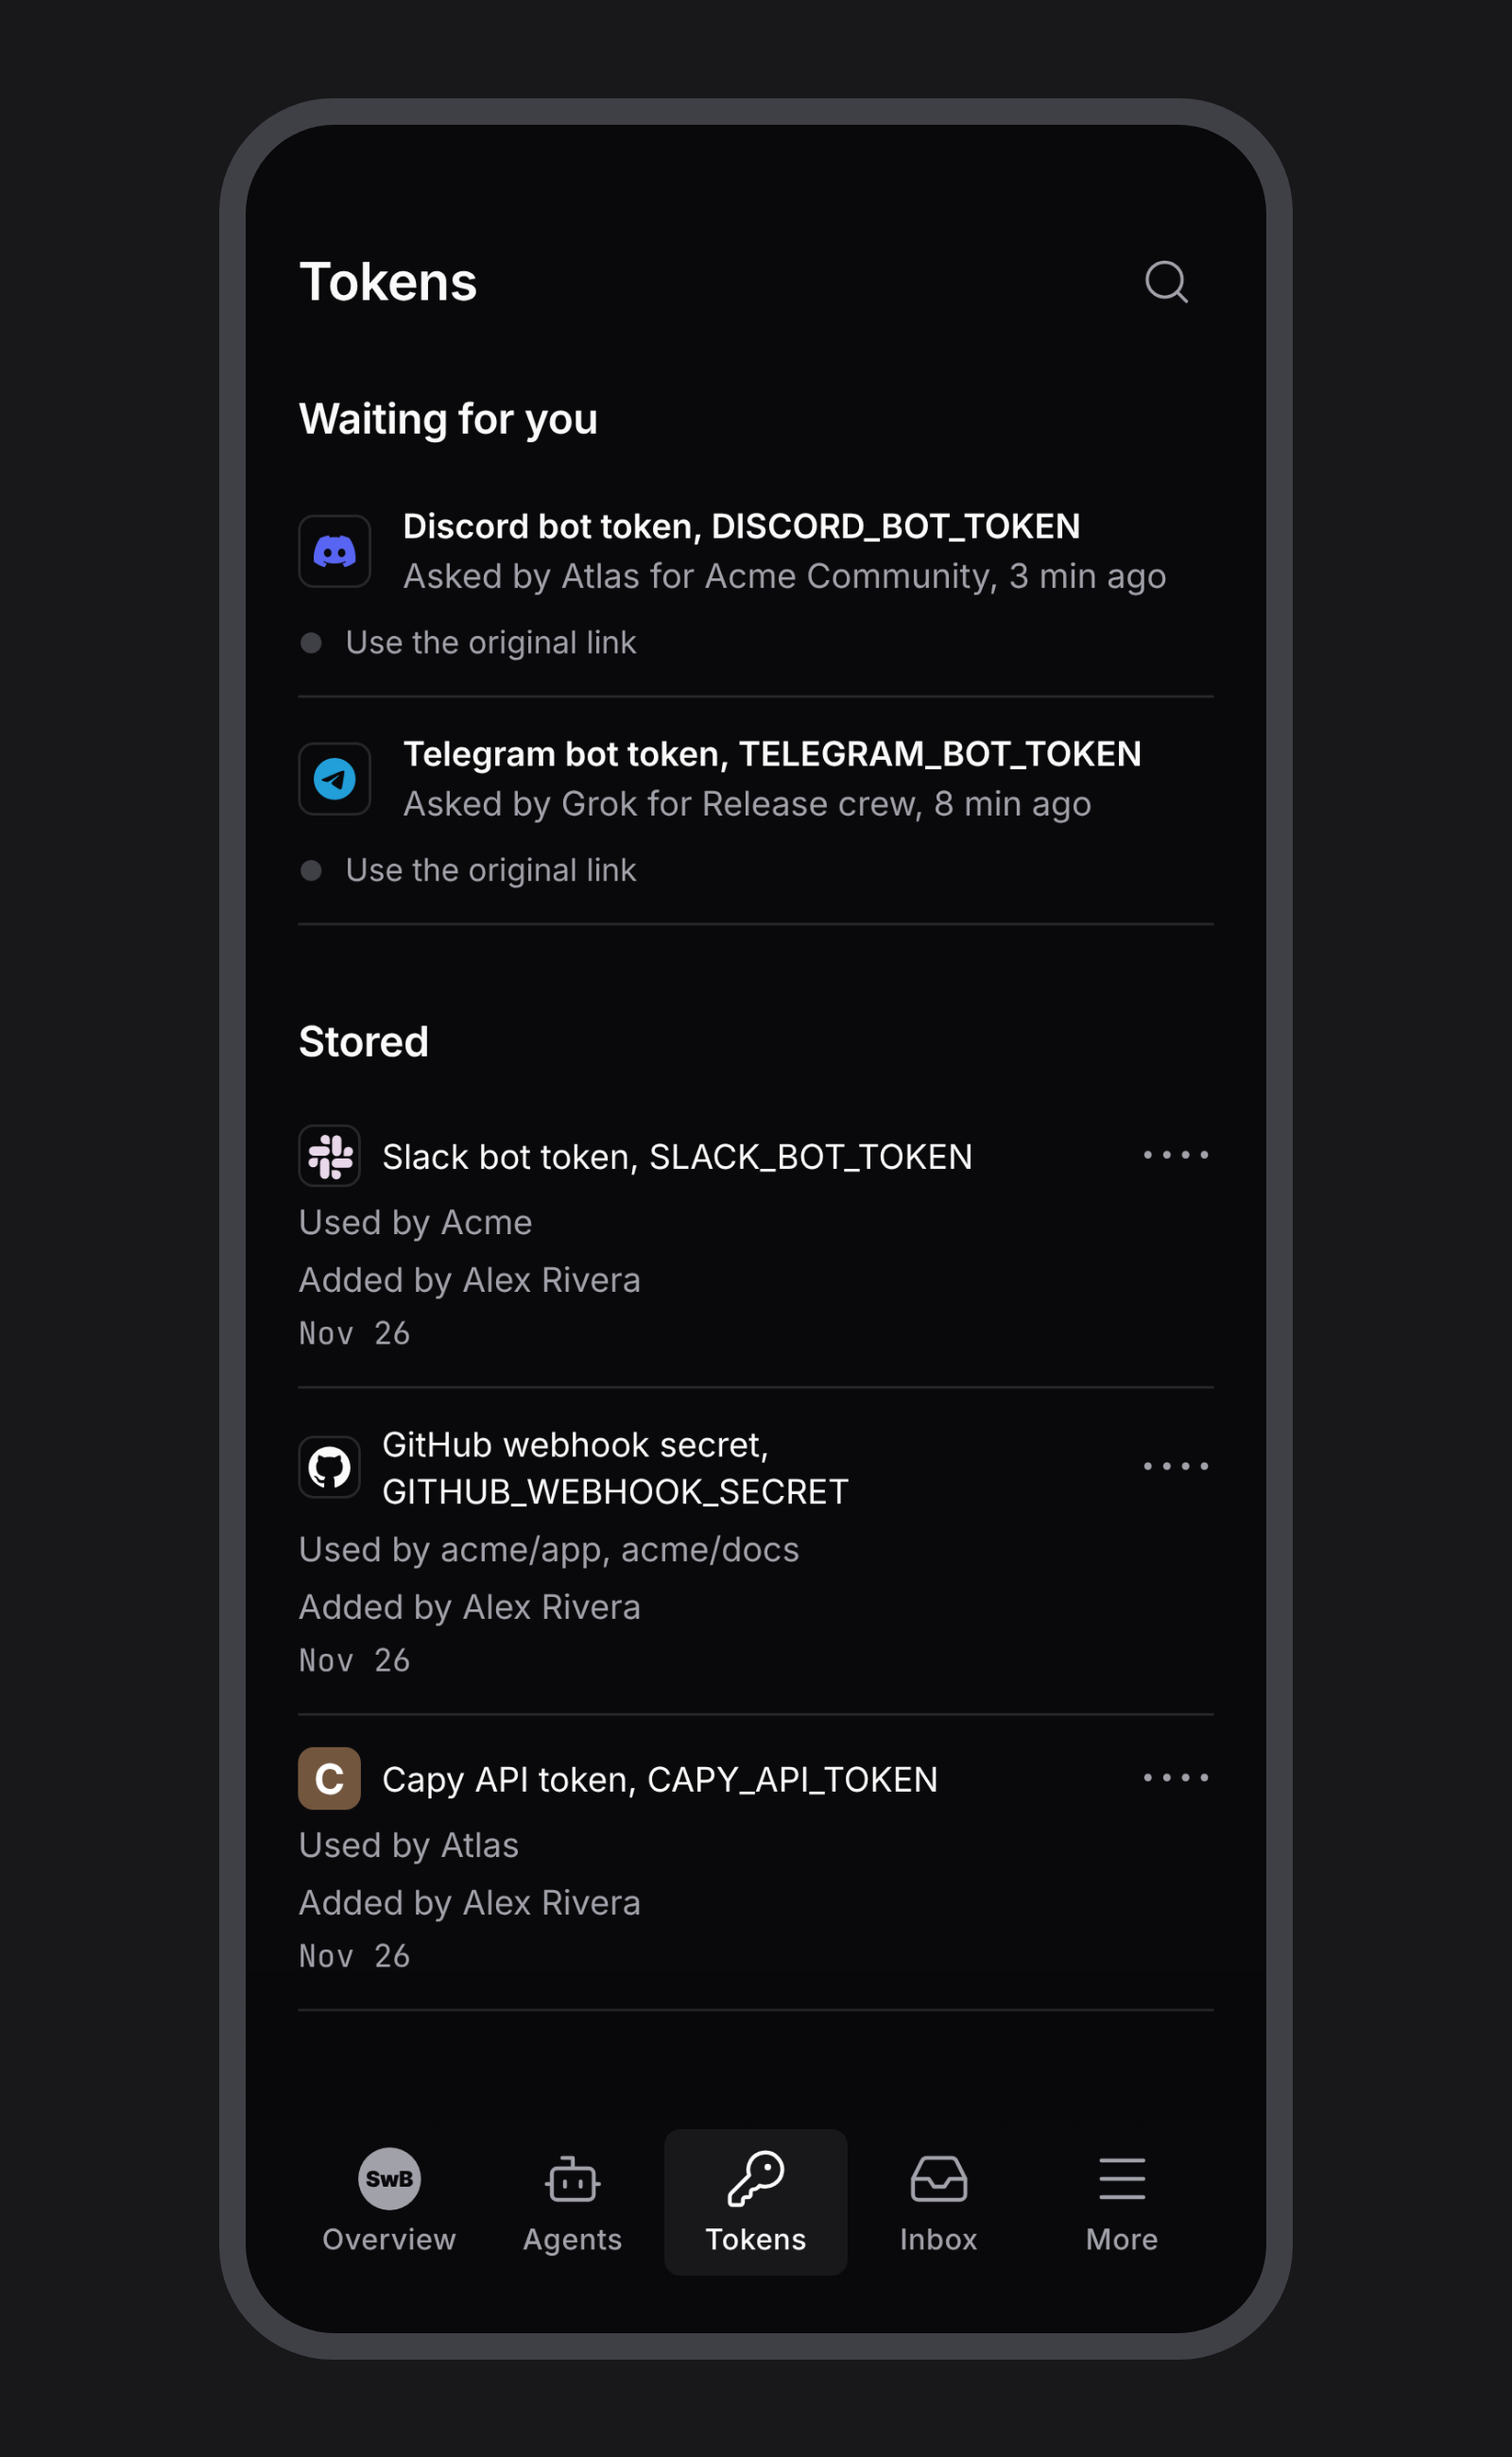 Tokens
Waiting for you
Discord bot token, DISCORD_BOT_TOKEN
Asked by Atlas for Acme Community, 3 min ago
Use the original link
Telegram bot token, TELEGRAM_BOT_TOKEN
Asked by Grok for Release crew, 8 min ago
Use the original link
Stored
Slack bot token, SLACK_BOT_TOKEN
Used by Acme
Added by Alex Rivera
Nov 26
GitHub webhook secret,
GITHUB_WEBHOOK_SECRET
Used by acme/app, acme/docs
Added by Alex Rivera
Nov 26
C Capy API token, CAPY_API_TOKEN
Used by Atlas
Added by Alex Rivera
Nov 26
SwB
Overview Agents Tokens Inbox More